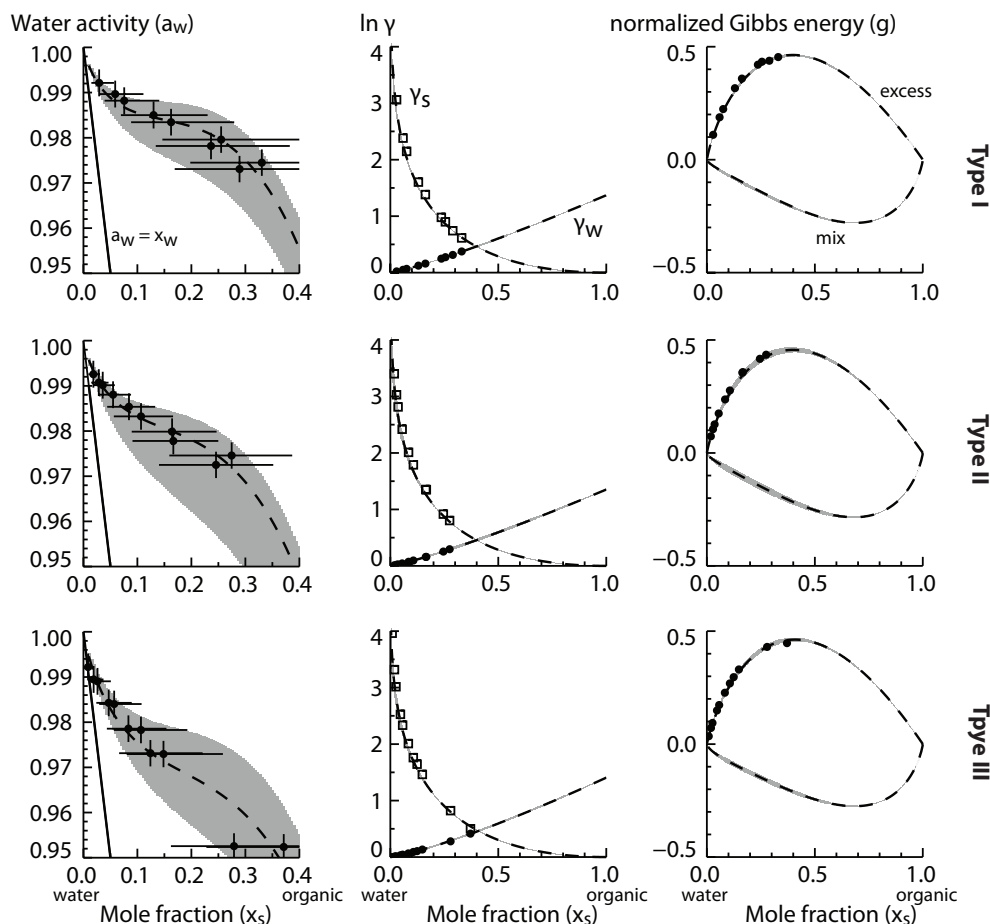 Water activity (aw)
ln γ
normalized Gibbs energy (g)
1.00
0.99
0.98
0.97
0.96
0.95
aw = xw
0.0 0.1 0.2 0.3 0.4
4
3
2
1
0
γs
γw
0.0 0.5 1.0
0.5
0.0
−0.5
excess
mix
0.0 0.5 1.0
Type I
1.00
0.99
0.98
0.97
0.96
0.95
0.0 0.1 0.2 0.3 0.4
4
3
2
1
0
0.0 0.5 1.0
0.5
0.0
−0.5
0.0 0.5 1.0
Type II
1.00
0.99
0.98
0.97
0.96
0.95
0.0 0.1 0.2 0.3 0.4
water organic
Mole fraction (xs)
4
3
2
1
0
0.0 0.5 1.0
water organic
Mole fraction (xs)
0.5
0.0
−0.5
0.0 0.5 1.0
water organic
Mole fraction (xs)
Tpye III